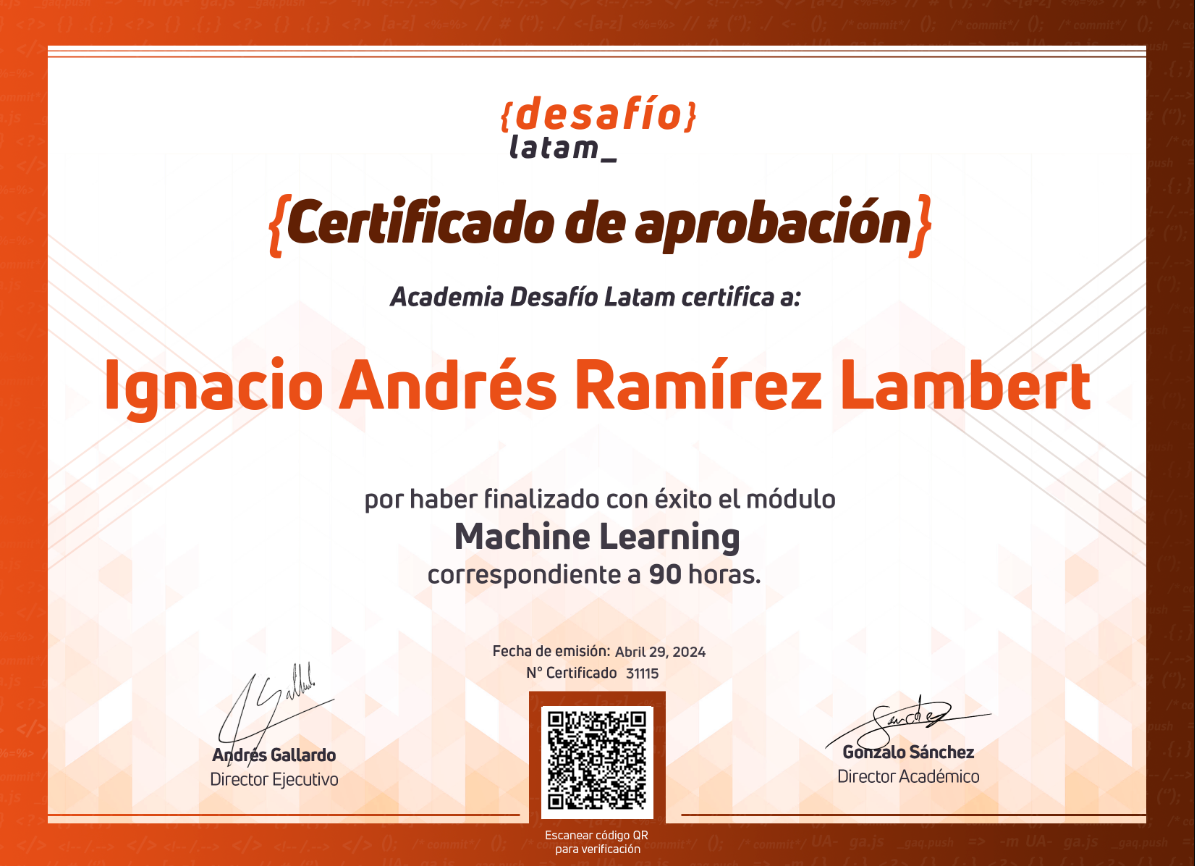 {desafío}
latam_
{Certificado de aprobación}
Academia Desafío Latam certifica a:
Ignacio Andrés Ramírez Lambert
por haber finalizado con éxito el módulo
Machine Learning
correspondiente a 90 horas.
Fecha de emisión: Abril 29, 2024
N° Certificado 31115
Andrés Gallardo
Director Ejecutivo
Gonzalo Sánchez
Director Académico
Escanear código QR
para verificación